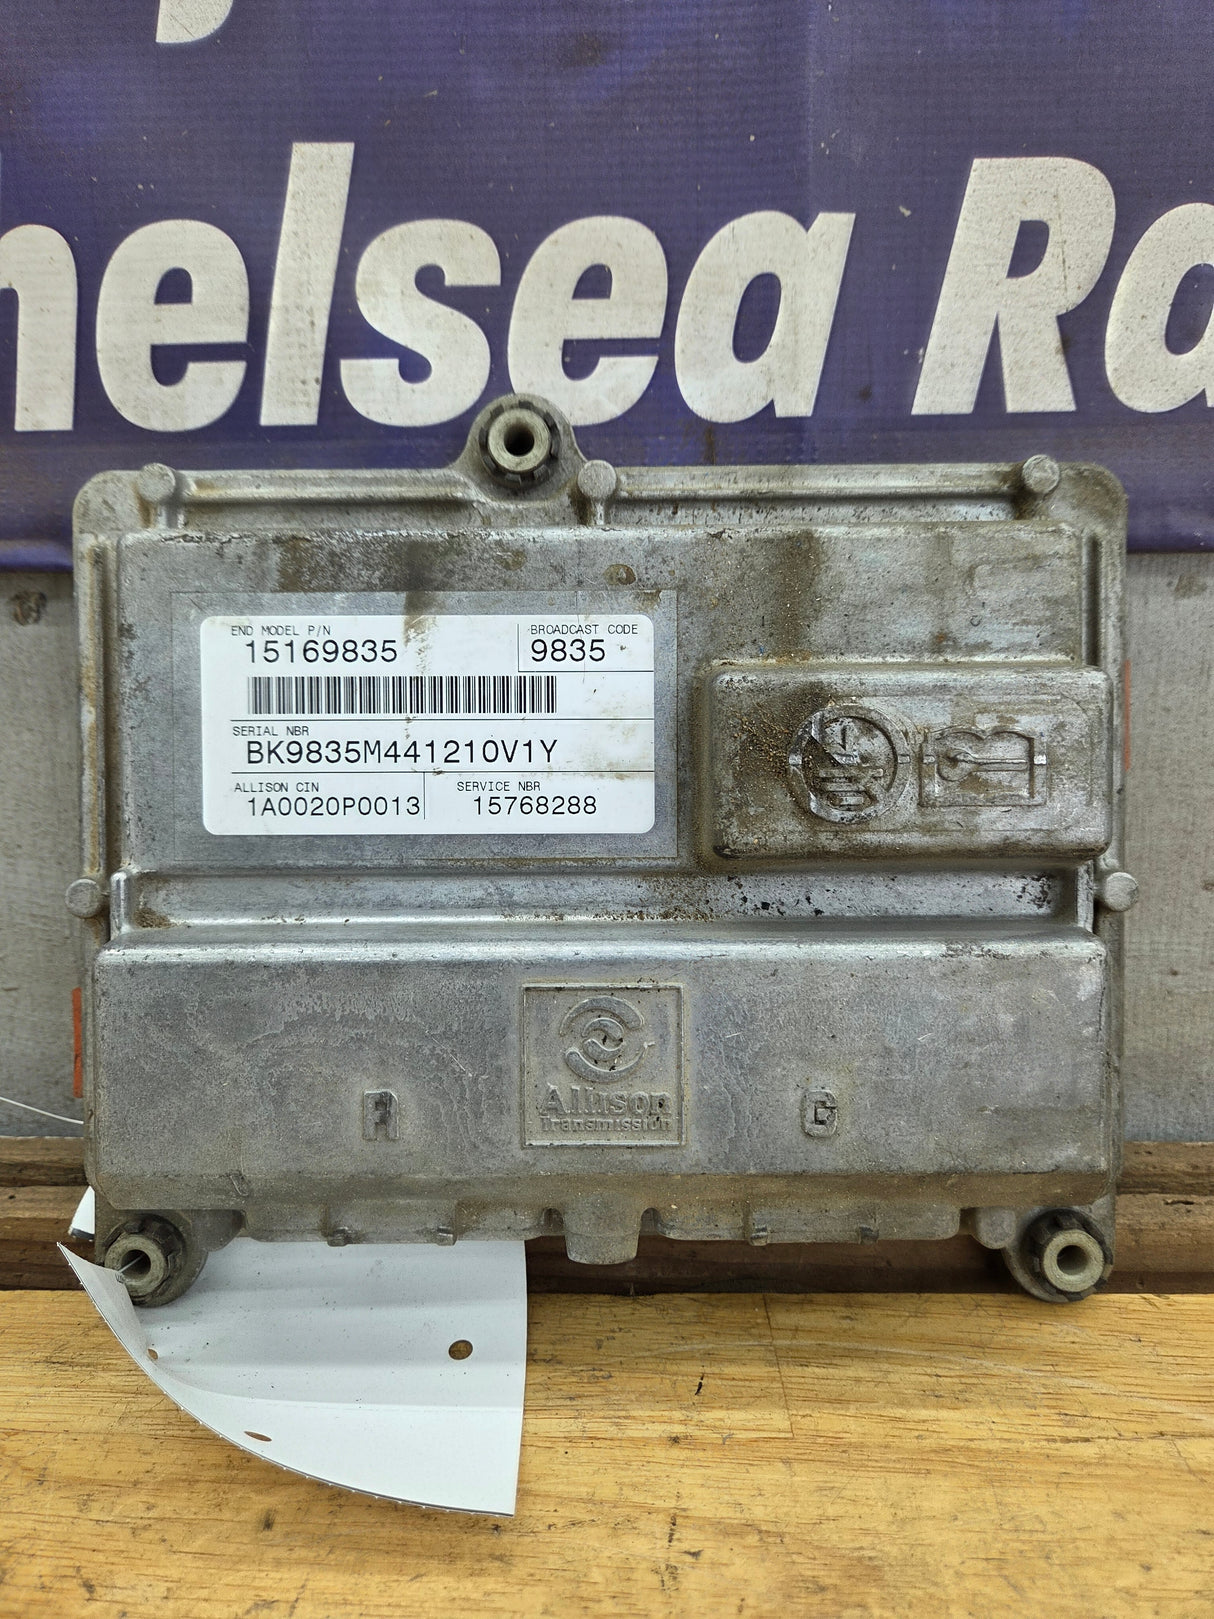 helsea Ra
END MODEL P/N
15169835
BROADCAST CODE
9835
SERIAL NBR
BK9835M441210V1Y
ALLISON CIN
1A0020P0013
SERVICE NBR
15768288
Allison
Transmission
G